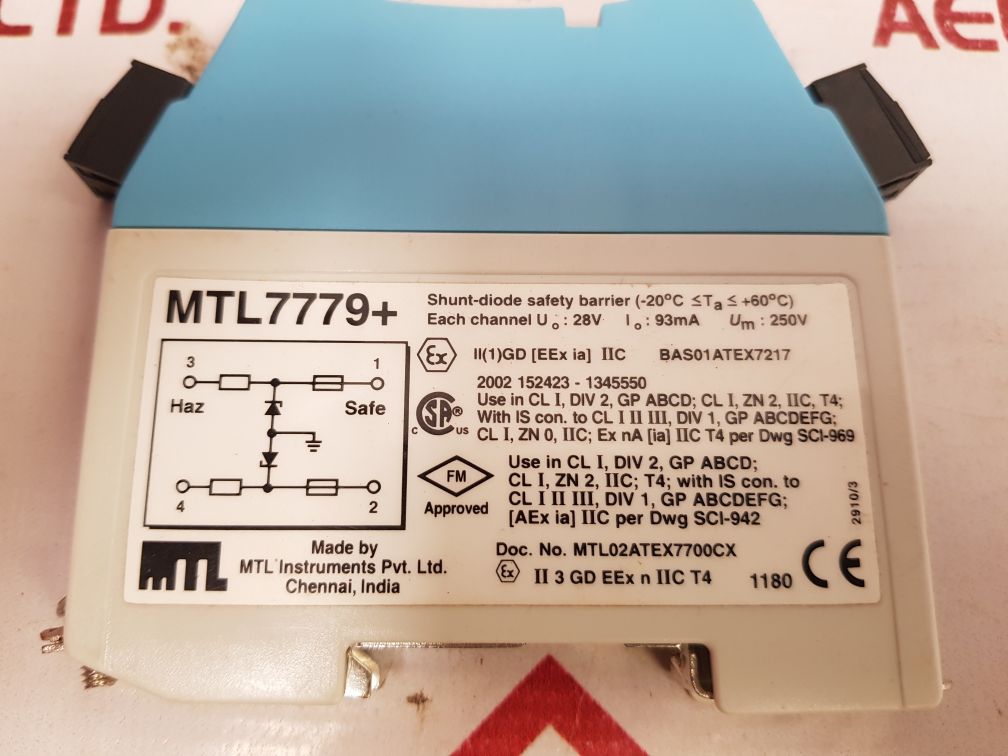 LTD.
MTL7779+
Shunt-diode safety barrier (-20°C ≤Ta ≤ +60°C)
Each channel Uo : 28V Io : 93mA Um : 250V
Ex II(1)GD [EEx ia] IIC BAS01ATEX7217
3 1
Haz Safe
4 2
2002 152423 - 1345550
CSA® C US
Use in CL I, DIV 2, GP ABCD; CL I, ZN 2, IIC, T4;
With IS con. to CL I II III, DIV 1, GP ABCDEFG;
CL I, ZN 0, IIC; Ex nA [ia] IIC T4 per Dwg SCI-969
FM
Approved
Use in CL I, DIV 2, GP ABCD;
CL I, ZN 2, IIC; T4; with IS con. to
CL I II III, DIV 1, GP ABCDEFG;
[AEx ia] IIC per Dwg SCI-942
2910/3
MTL
Made by
MTL Instruments Pvt. Ltd.
Chennai, India
Doc. No. MTL02ATEX7700CX
Ex II 3 GD EEx n IIC T4 1180 CE